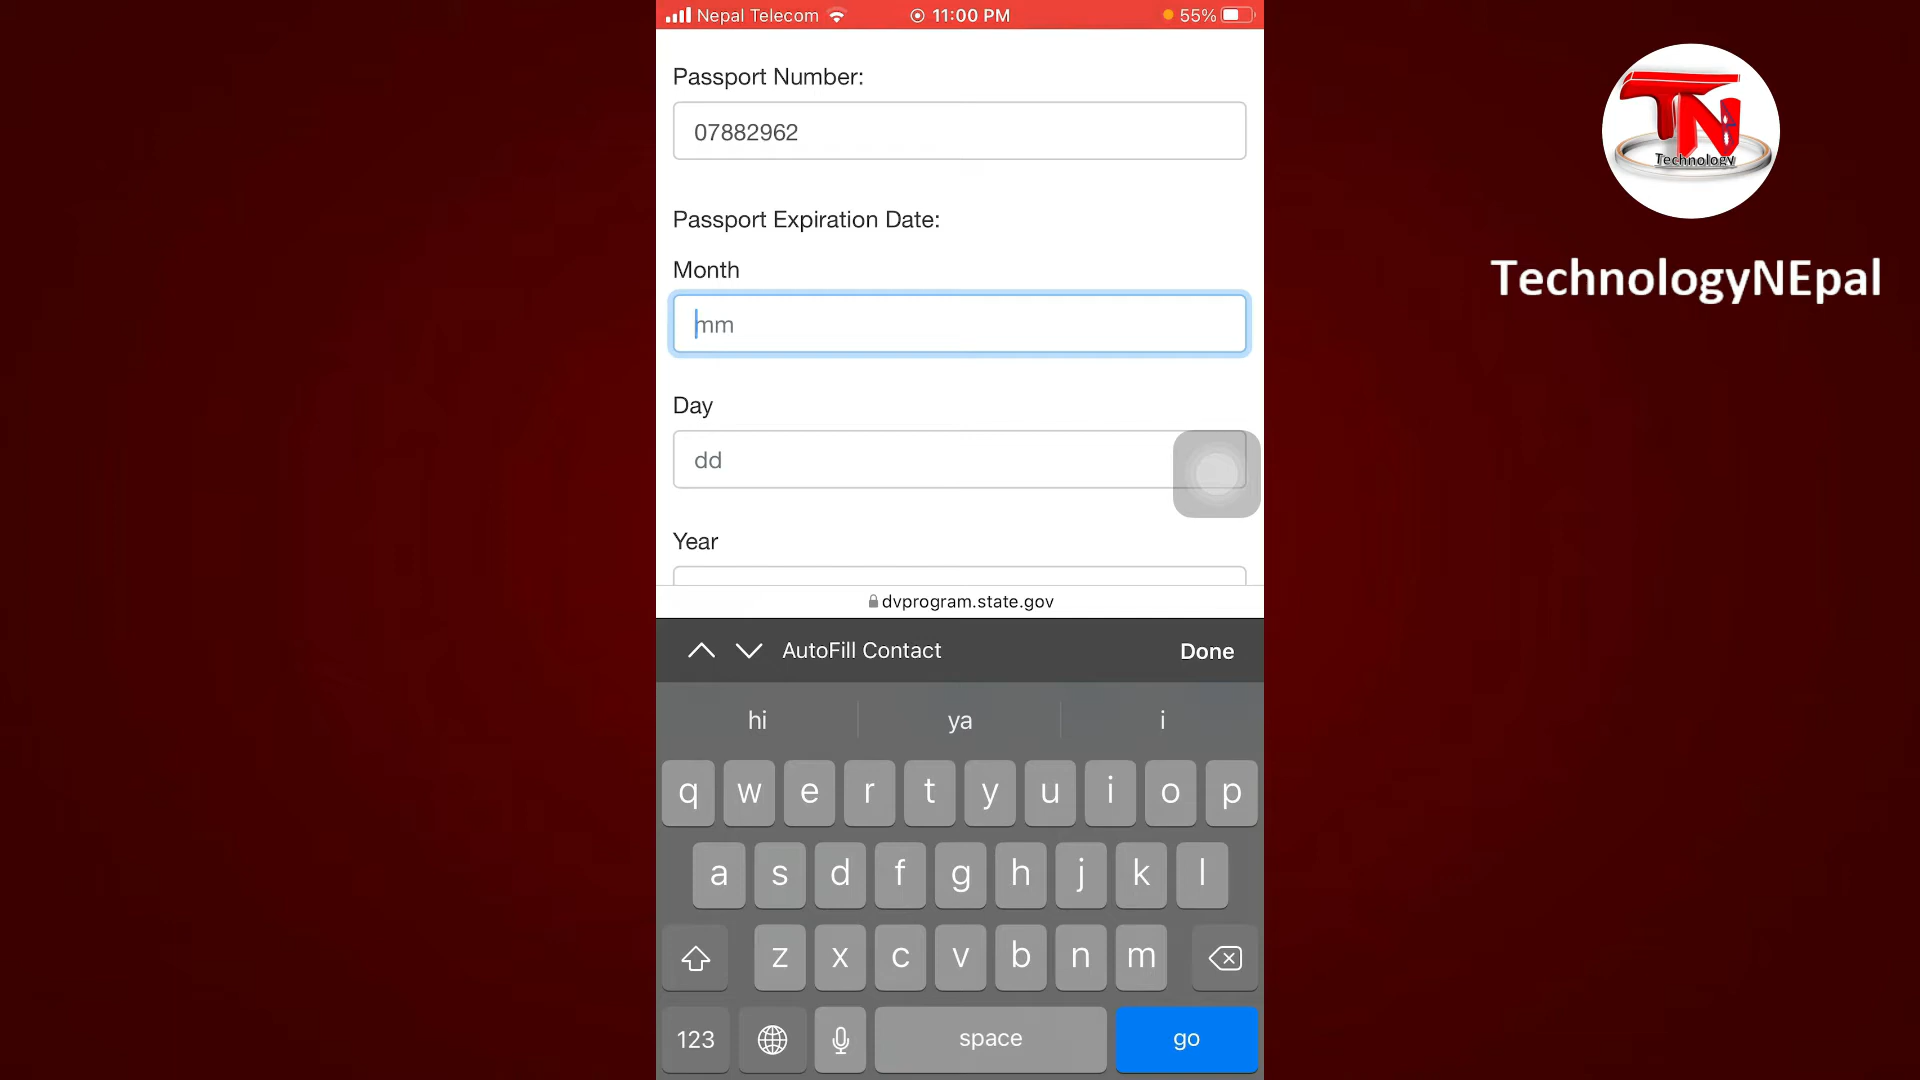 Nepal Telecom
11:00 PM
55%
Passport Number:
07882962
Passport Expiration Date:
Month
mm
Day
dd
Year
dvprogram.state.gov
AutoFill Contact
Done
hi
ya
i
q w e r t y u i o p
a s d f g h j k l
z x c v b n m
123
space
go
TN
Technology
TechnologyNEpal